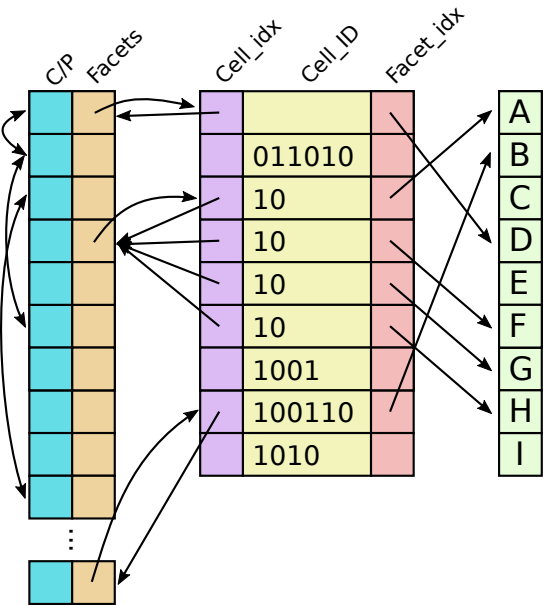 C/P Facets Cell_idx Cell_ID Facet_idx
A
011010 B
10 C
10 D
10 E
10 F
1001 G
100110 H
1010 I
⋮